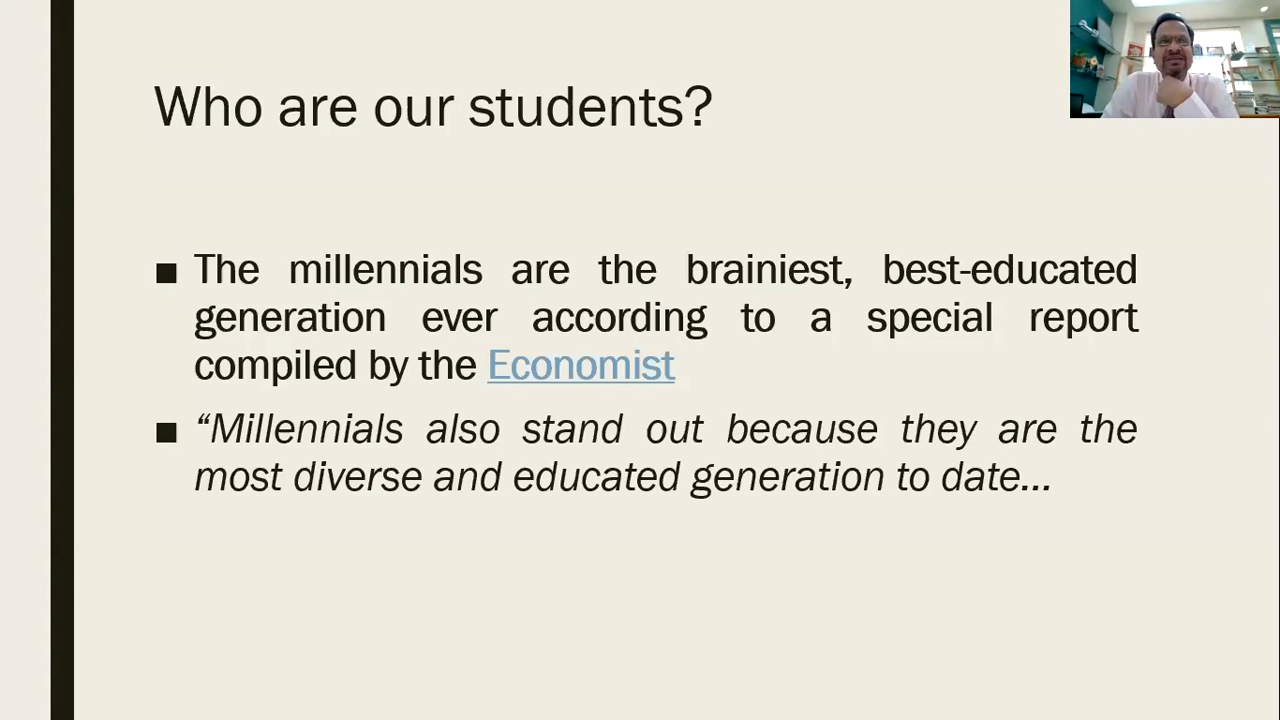 Who are our students?
■ The millennials are the brainiest, best-educated
generation ever according to a special report
compiled by the Economist
■ “Millennials also stand out because they are the
most diverse and educated generation to date...